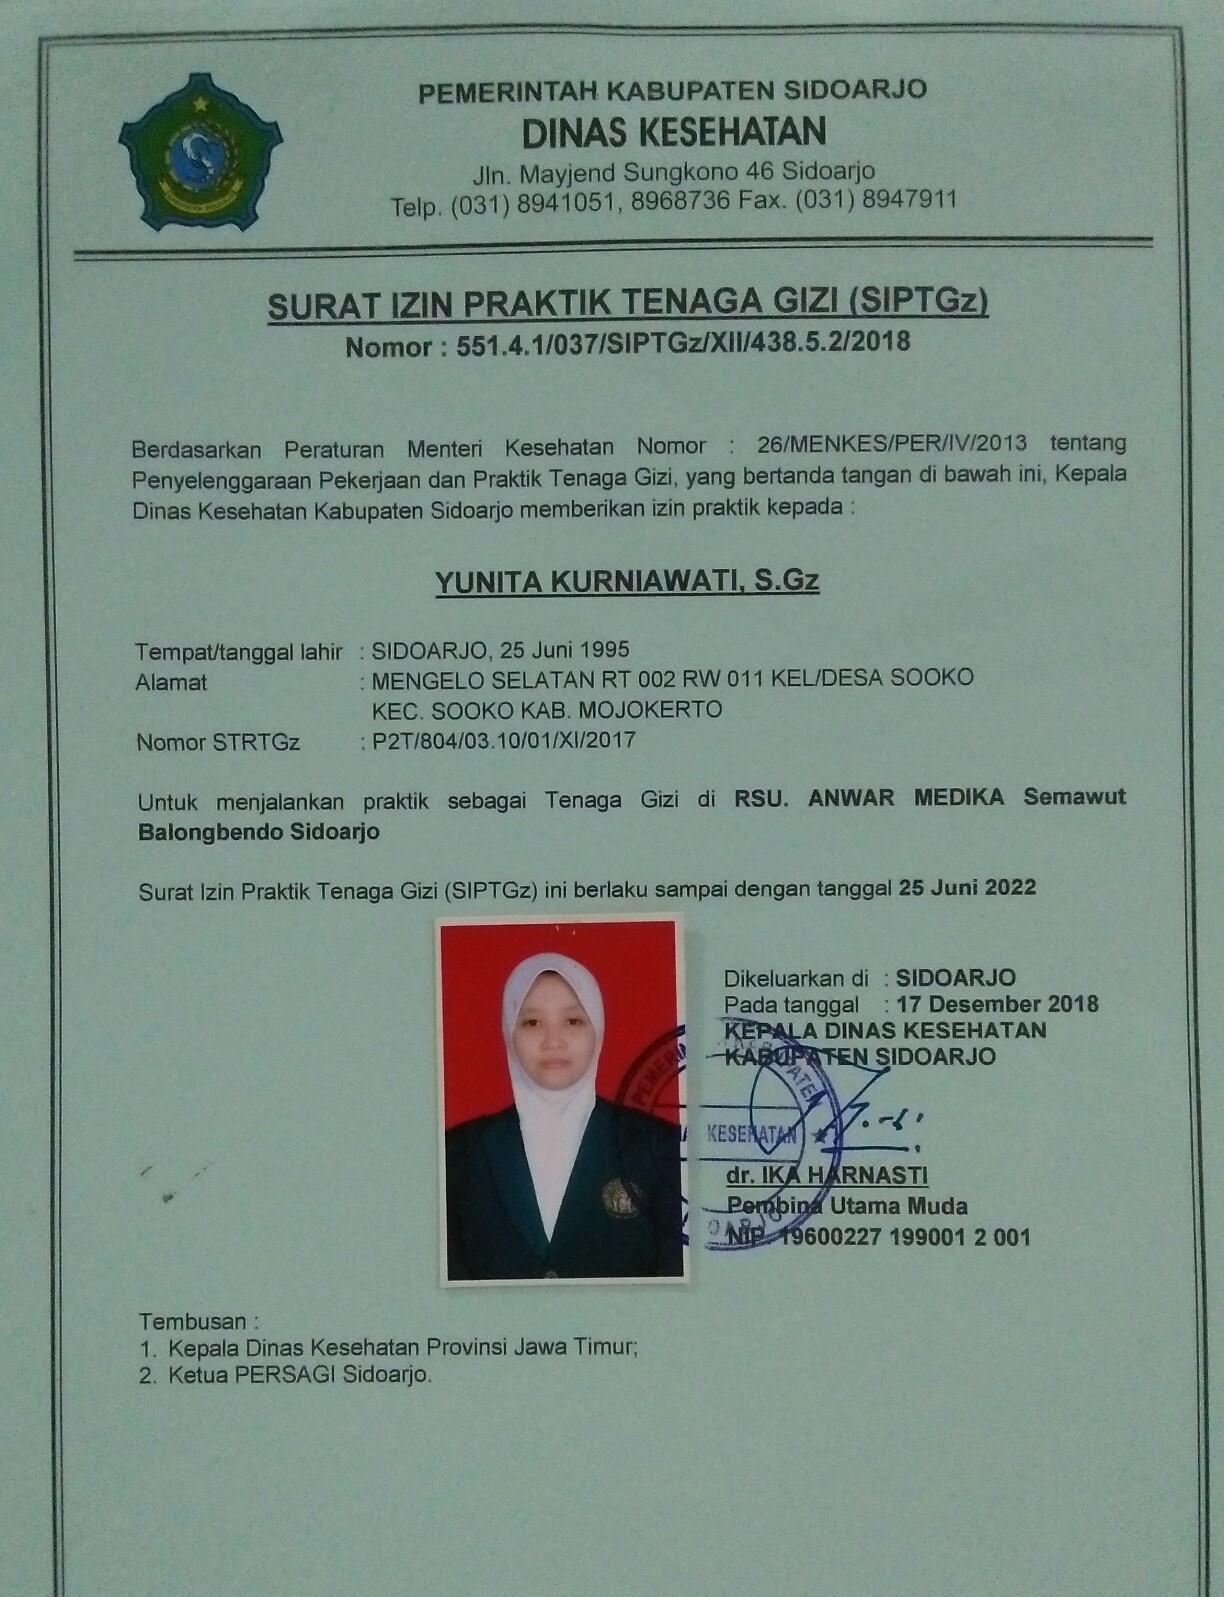 PEMERINTAH KABUPATEN SIDOARJO
DINAS KESEHATAN
Jln. Mayjend Sungkono 46 Sidoarjo
Telp. (031) 8941051, 8968736 Fax. (031) 8947911
SURAT IZIN PRAKTIK TENAGA GIZI (SIPTGz)
Nomor : 551.4.1/037/SIPTGz/XII/438.5.2/2018
Berdasarkan Peraturan Menteri Kesehatan Nomor : 26/MENKES/PER/IV/2013 tentang
Penyelenggaraan Pekerjaan dan Praktik Tenaga Gizi, yang bertanda tangan di bawah ini, Kepala
Dinas Kesehatan Kabupaten Sidoarjo memberikan izin praktik kepada :
YUNITA KURNIAWATI, S.Gz
Tempat/tanggal lahir : SIDOARJO, 25 Juni 1995
Alamat : MENGELO SELATAN RT 002 RW 011 KEL/DESA SOOKO
KEC. SOOKO KAB. MOJOKERTO
Nomor STRTGz : P2T/804/03.10/01/XI/2017
Untuk menjalankan praktik sebagai Tenaga Gizi di RSU. ANWAR MEDIKA Semawut
Balongbendo Sidoarjo
Surat Izin Praktik Tenaga Gizi (SIPTGz) ini berlaku sampai dengan tanggal 25 Juni 2022
Dikeluarkan di : SIDOARJO
Pada tanggal : 17 Desember 2018
KEPALA DINAS KESEHATAN
KABUPATEN SIDOARJO
KESEHATAN
dr. IKA HARNASTI
Pembina Utama Muda
NIP. 19600227 199001 2 001
Tembusan :
1. Kepala Dinas Kesehatan Provinsi Jawa Timur;
2. Ketua PERSAGI Sidoarjo.